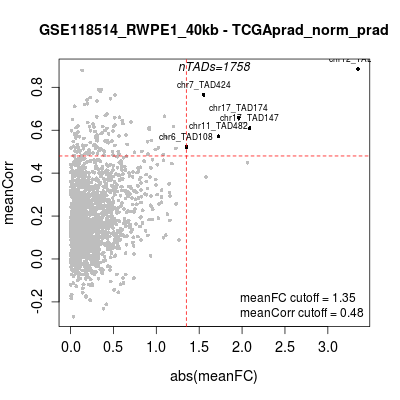 GSE118514_RWPE1_40kb - TCGAprad_norm_prad
nTADs=1758
chr7_TAD424
chr17_TAD174
chr17_TAD147
chr11_TAD482
chr6_TAD108
meanFC cutoff = 1.35
meanCorr cutoff = 0.48
meanCorr
0.8
0.6
0.4
0.2
0.0
-0.2
0.0 0.5 1.0 1.5 2.0 2.5 3.0
abs(meanFC)